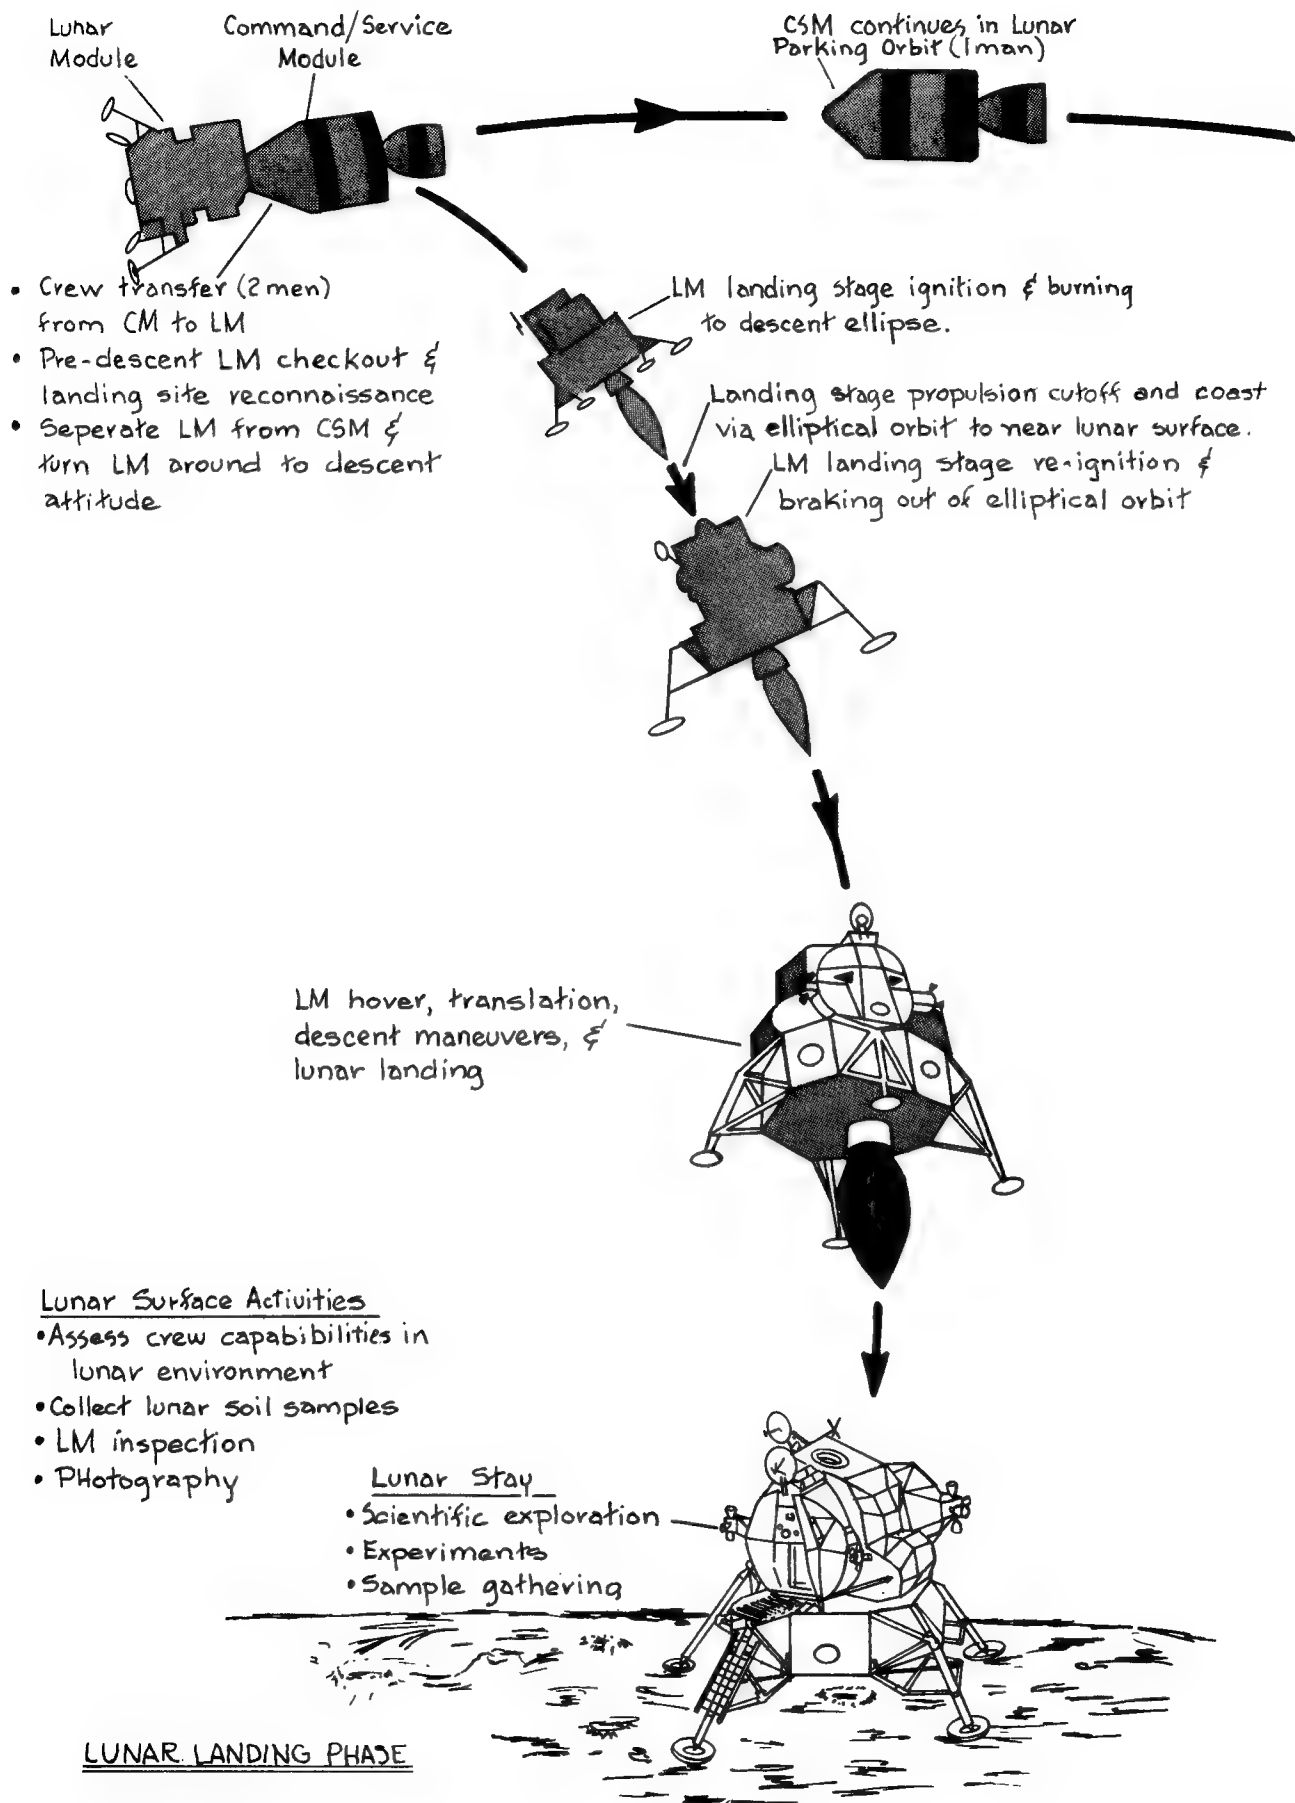 Lunar
Module
Command/Service
Module
CSM continues in Lunar
Parking Orbit (1 man)
• Crew transfer (2 men)
from CM to LM
• Pre-descent LM checkout &
landing site reconnaissance
• Seperate LM from CSM &
turn LM around to descent
attitude
LM landing stage ignition & burning
to descent ellipse.
Landing stage propulsion cutoff and coast
via elliptical orbit to near lunar surface.
LM landing stage re-ignition &
braking out of elliptical orbit
LM hover, translation,
descent maneuvers, &
lunar landing
Lunar Surface Activities
• Assess crew capabibilities in
lunar environment
• Collect lunar soil samples
• LM inspection
• PHotography
Lunar Stay
• Scientific exploration
• Experiments
• Sample gathering
LUNAR LANDING PHASE